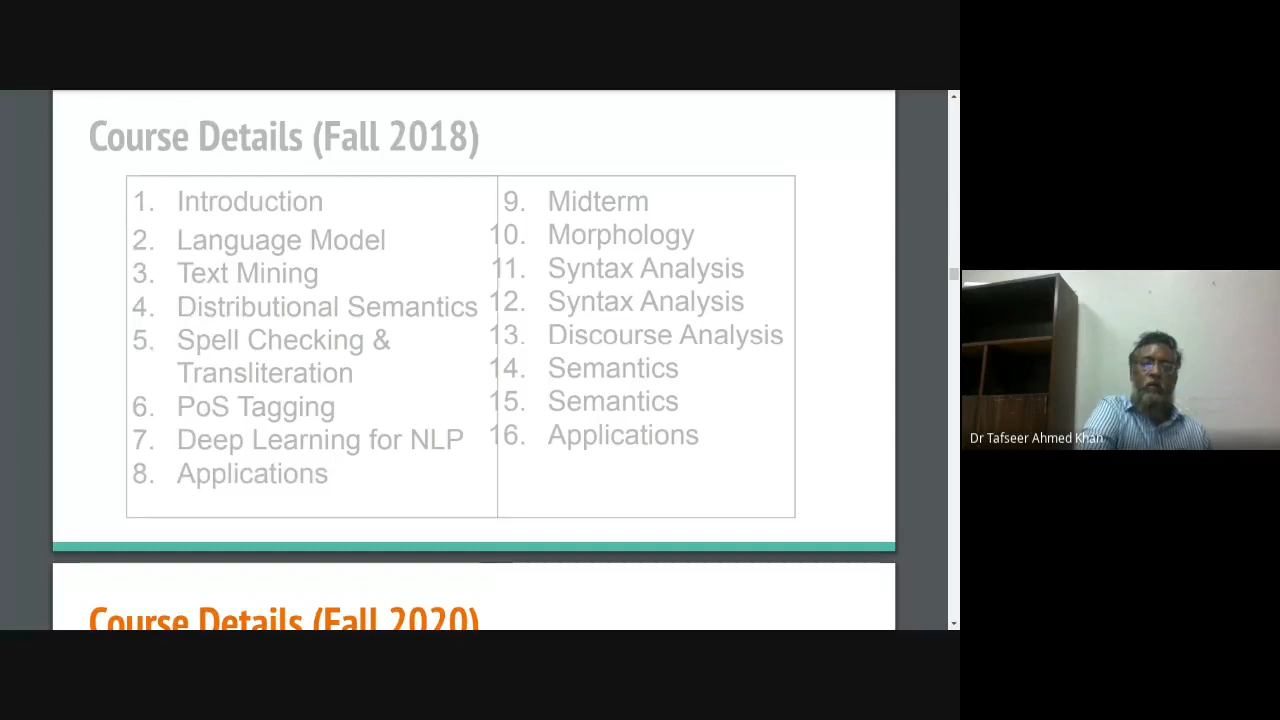 Course Details (Fall 2018)
1. Introduction
2. Language Model
3. Text Mining
4. Distributional Semantics
5. Spell Checking &
Transliteration
6. PoS Tagging
7. Deep Learning for NLP
8. Applications
9. Midterm
10. Morphology
11. Syntax Analysis
12. Syntax Analysis
13. Discourse Analysis
14. Semantics
15. Semantics
16. Applications
Course Details (Fall 2020)
Dr Tafseer Ahmed Khan